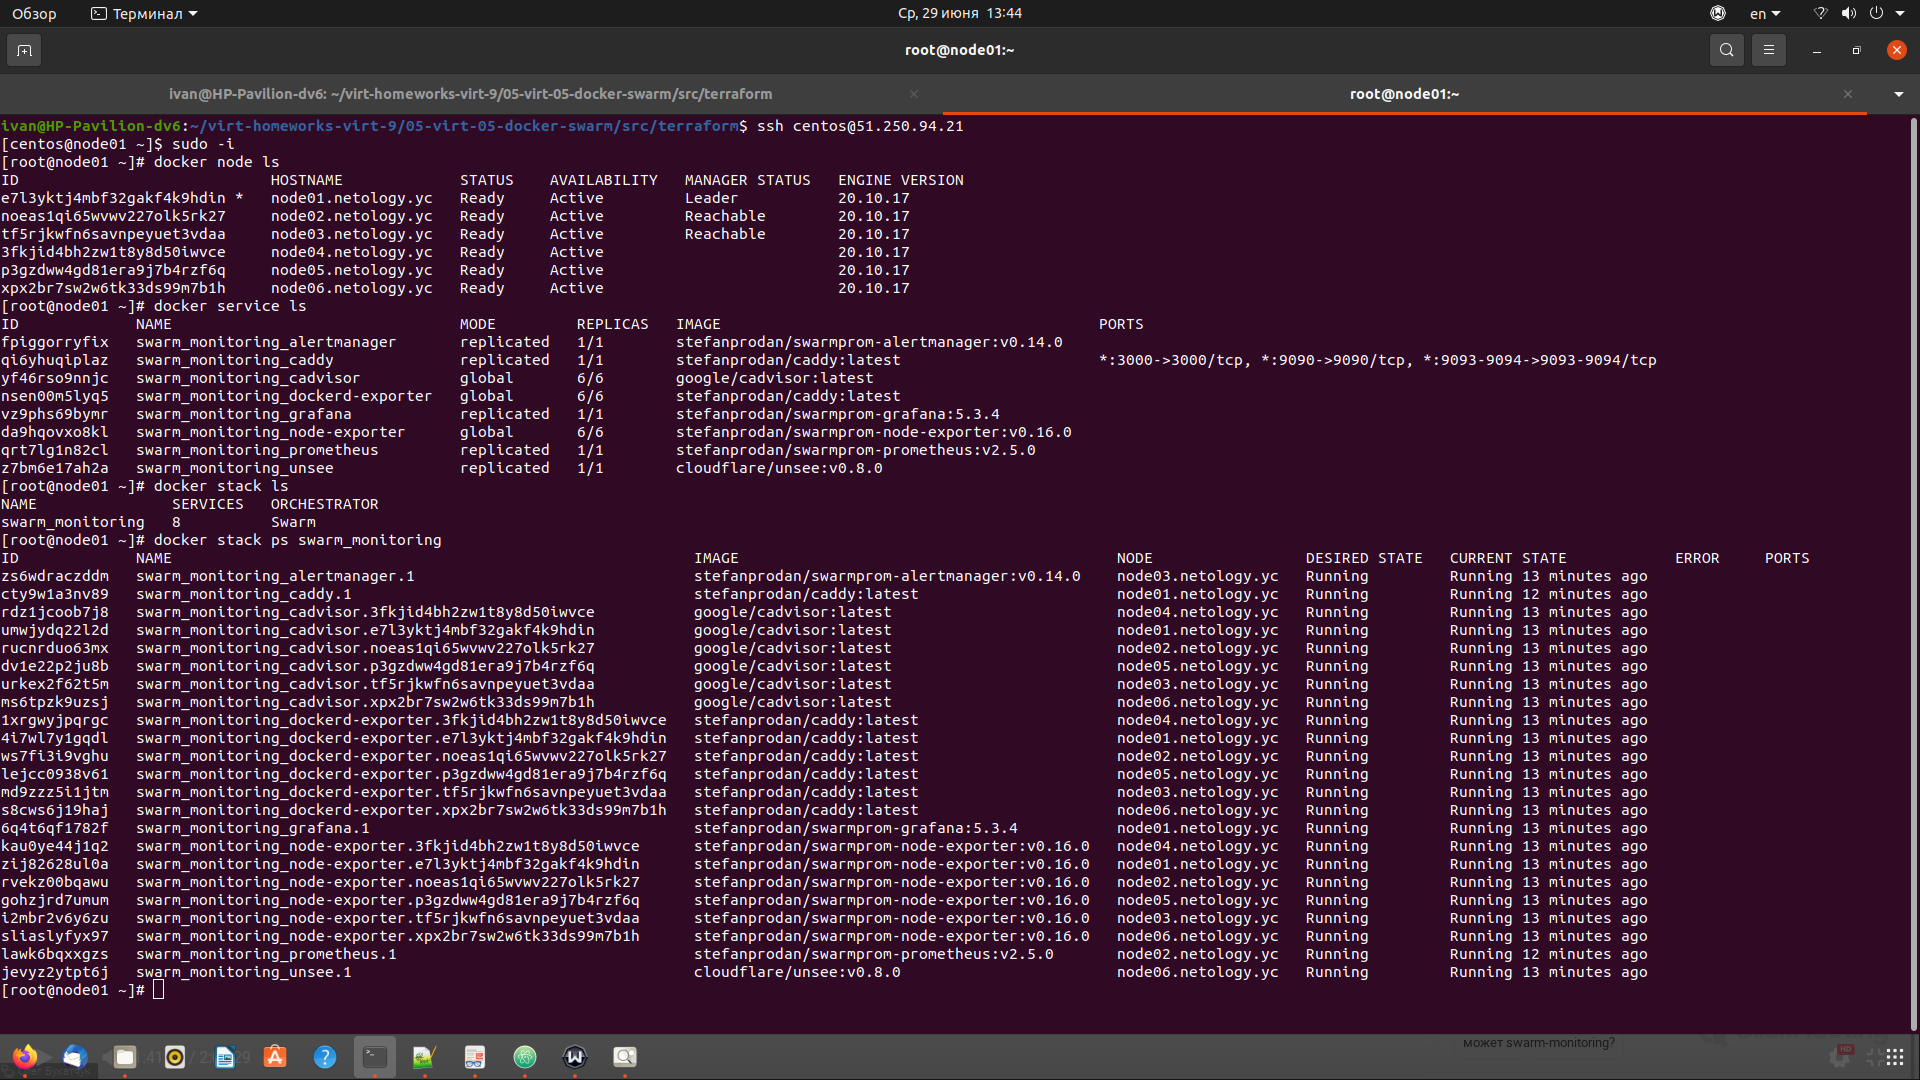 Обзор Терминал Ср, 29 июня 13:44 en
root@node01:~
ivan@HP-Pavilion-dv6: ~/virt-homeworks-virt-9/05-virt-05-docker-swarm/src/terraform root@node01:~
ivan@HP-Pavilion-dv6:~/virt-homeworks-virt-9/05-virt-05-docker-swarm/src/terraform$ ssh centos@51.250.94.21
[centos@node01 ~]$ sudo -i
[root@node01 ~]# docker node ls
ID HOSTNAME STATUS AVAILABILITY MANAGER STATUS ENGINE VERSION
e7l3yktj4mbf32gakf4k9hdin * node01.netology.yc Ready Active Leader 20.10.17
noeas1qi65wvwv227olk5rk27 node02.netology.yc Ready Active Reachable 20.10.17
tf5rjkwfn6savnpeyuet3vdaa node03.netology.yc Ready Active Reachable 20.10.17
3fkjid4bh2zw1t8y8d50iwvce node04.netology.yc Ready Active 20.10.17
p3gzdww4gd81era9j7b4rzf6q node05.netology.yc Ready Active 20.10.17
xpx2br7sw2w6tk33ds99m7b1h node06.netology.yc Ready Active 20.10.17
[root@node01 ~]# docker service ls
ID NAME MODE REPLICAS IMAGE PORTS
fpiggorryfix swarm_monitoring_alertmanager replicated 1/1 stefanprodan/swarmprom-alertmanager:v0.14.0
qi6yhuqiplaz swarm_monitoring_caddy replicated 1/1 stefanprodan/caddy:latest *:3000->3000/tcp, *:9090->9090/tcp, *:9093-9094->9093-9094/tcp
yf46rso9nnjc swarm_monitoring_cadvisor global 6/6 google/cadvisor:latest
nsen00m5lyq5 swarm_monitoring_dockerd-exporter global 6/6 stefanprodan/caddy:latest
vz9phs69bymr swarm_monitoring_grafana replicated 1/1 stefanprodan/swarmprom-grafana:5.3.4
da9hqovxo8kl swarm_monitoring_node-exporter global 6/6 stefanprodan/swarmprom-node-exporter:v0.16.0
qrt7lg1n82cl swarm_monitoring_prometheus replicated 1/1 stefanprodan/swarmprom-prometheus:v2.5.0
z7bm6e17ah2a swarm_monitoring_unsee replicated 1/1 cloudflare/unsee:v0.8.0
[root@node01 ~]# docker stack ls
NAME SERVICES ORCHESTRATOR
swarm_monitoring 8 Swarm
[root@node01 ~]# docker stack ps swarm_monitoring
ID NAME IMAGE NODE DESIRED STATE CURRENT STATE ERROR PORTS
zs6wdraczddm swarm_monitoring_alertmanager.1 stefanprodan/swarmprom-alertmanager:v0.14.0 node03.netology.yc Running Running 13 minutes ago
cty9w1a3nv89 swarm_monitoring_caddy.1 stefanprodan/caddy:latest node01.netology.yc Running Running 12 minutes ago
rdz1jcoob7j8 swarm_monitoring_cadvisor.3fkjid4bh2zw1t8y8d50iwvce google/cadvisor:latest node04.netology.yc Running Running 13 minutes ago
umwjydq22l2d swarm_monitoring_cadvisor.e7l3yktj4mbf32gakf4k9hdin google/cadvisor:latest node01.netology.yc Running Running 13 minutes ago
rucnrduo63mx swarm_monitoring_cadvisor.noeas1qi65wvwv227olk5rk27 google/cadvisor:latest node02.netology.yc Running Running 13 minutes ago
dv1e22p2ju8b swarm_monitoring_cadvisor.p3gzdww4gd81era9j7b4rzf6q google/cadvisor:latest node05.netology.yc Running Running 13 minutes ago
urkex2f62t5m swarm_monitoring_cadvisor.tf5rjkwfn6savnpeyuet3vdaa google/cadvisor:latest node03.netology.yc Running Running 13 minutes ago
ms6tpzk9uzsj swarm_monitoring_cadvisor.xpx2br7sw2w6tk33ds99m7b1h google/cadvisor:latest node06.netology.yc Running Running 13 minutes ago
1xrgwyjpqrgc swarm_monitoring_dockerd-exporter.3fkjid4bh2zw1t8y8d50iwvce stefanprodan/caddy:latest node04.netology.yc Running Running 13 minutes ago
4i7wl7y1gqdl swarm_monitoring_dockerd-exporter.e7l3yktj4mbf32gakf4k9hdin stefanprodan/caddy:latest node01.netology.yc Running Running 13 minutes ago
ws7fi3i9vghu swarm_monitoring_dockerd-exporter.noeas1qi65wvwv227olk5rk27 stefanprodan/caddy:latest node02.netology.yc Running Running 13 minutes ago
lejcc0938v61 swarm_monitoring_dockerd-exporter.p3gzdww4gd81era9j7b4rzf6q stefanprodan/caddy:latest node05.netology.yc Running Running 13 minutes ago
md9zzz5i1jtm swarm_monitoring_dockerd-exporter.tf5rjkwfn6savnpeyuet3vdaa stefanprodan/caddy:latest node03.netology.yc Running Running 13 minutes ago
s8cws6j19haj swarm_monitoring_dockerd-exporter.xpx2br7sw2w6tk33ds99m7b1h stefanprodan/caddy:latest node06.netology.yc Running Running 13 minutes ago
6q4t6qf1782f swarm_monitoring_grafana.1 stefanprodan/swarmprom-grafana:5.3.4 node01.netology.yc Running Running 13 minutes ago
kau0ye44j1q2 swarm_monitoring_node-exporter.3fkjid4bh2zw1t8y8d50iwvce stefanprodan/swarmprom-node-exporter:v0.16.0 node04.netology.yc Running Running 13 minutes ago
zij82628ul0a swarm_monitoring_node-exporter.e7l3yktj4mbf32gakf4k9hdin stefanprodan/swarmprom-node-exporter:v0.16.0 node01.netology.yc Running Running 13 minutes ago
rvekz00bqawu swarm_monitoring_node-exporter.noeas1qi65wvwv227olk5rk27 stefanprodan/swarmprom-node-exporter:v0.16.0 node02.netology.yc Running Running 13 minutes ago
gohzjrd7umum swarm_monitoring_node-exporter.p3gzdww4gd81era9j7b4rzf6q stefanprodan/swarmprom-node-exporter:v0.16.0 node05.netology.yc Running Running 13 minutes ago
i2mbr2v6y6zu swarm_monitoring_node-exporter.tf5rjkwfn6savnpeyuet3vdaa stefanprodan/swarmprom-node-exporter:v0.16.0 node03.netology.yc Running Running 13 minutes ago
sliaslyfyx97 swarm_monitoring_node-exporter.xpx2br7sw2w6tk33ds99m7b1h stefanprodan/swarmprom-node-exporter:v0.16.0 node06.netology.yc Running Running 13 minutes ago
lawk6bqxxgzs swarm_monitoring_prometheus.1 stefanprodan/swarmprom-prometheus:v2.5.0 node02.netology.yc Running Running 12 minutes ago
jevyz2ytpt6j swarm_monitoring_unsee.1 cloudflare/unsee:v0.8.0 node06.netology.yc Running Running 13 minutes ago
[root@node01 ~]#
может swarm-monitoring?
HD